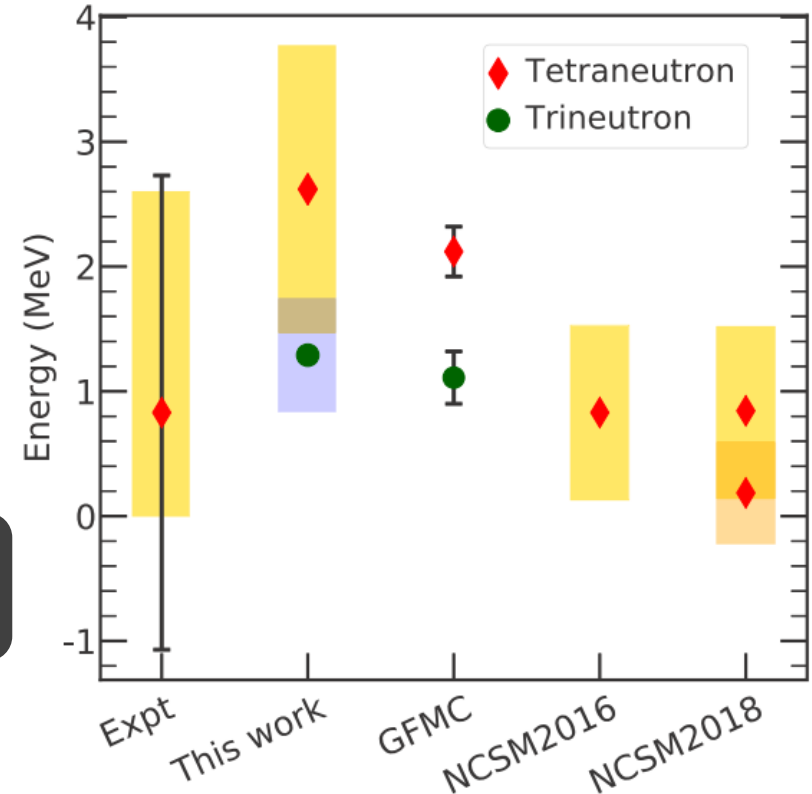 4
3
2
1
0
-1
Energy (MeV)
Tetraneutron
Trineutron
Expt
This work
GFMC
NCSM2016
NCSM2018